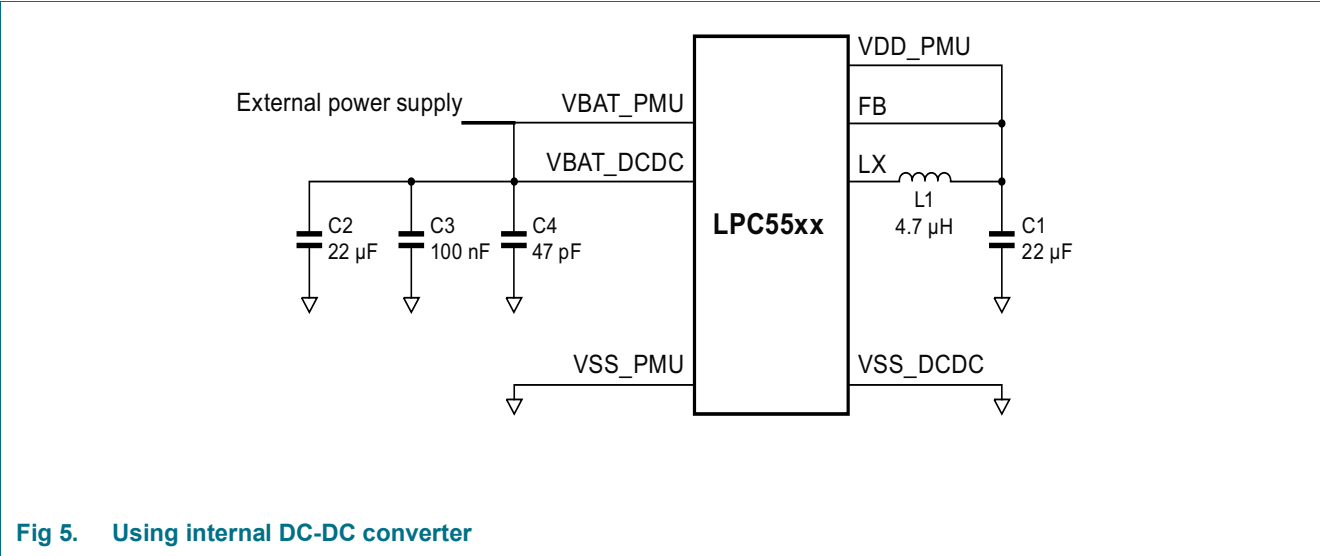 VDD_PMU
External power supply
VBAT_PMU
FB
VBAT_DCDC
LX
L1
4.7 µH
LPC55xx
C2
22 µF
C3
100 nF
C4
47 pF
C1
22 µF
VSS_PMU
VSS_DCDC
Fig 5. Using internal DC-DC converter